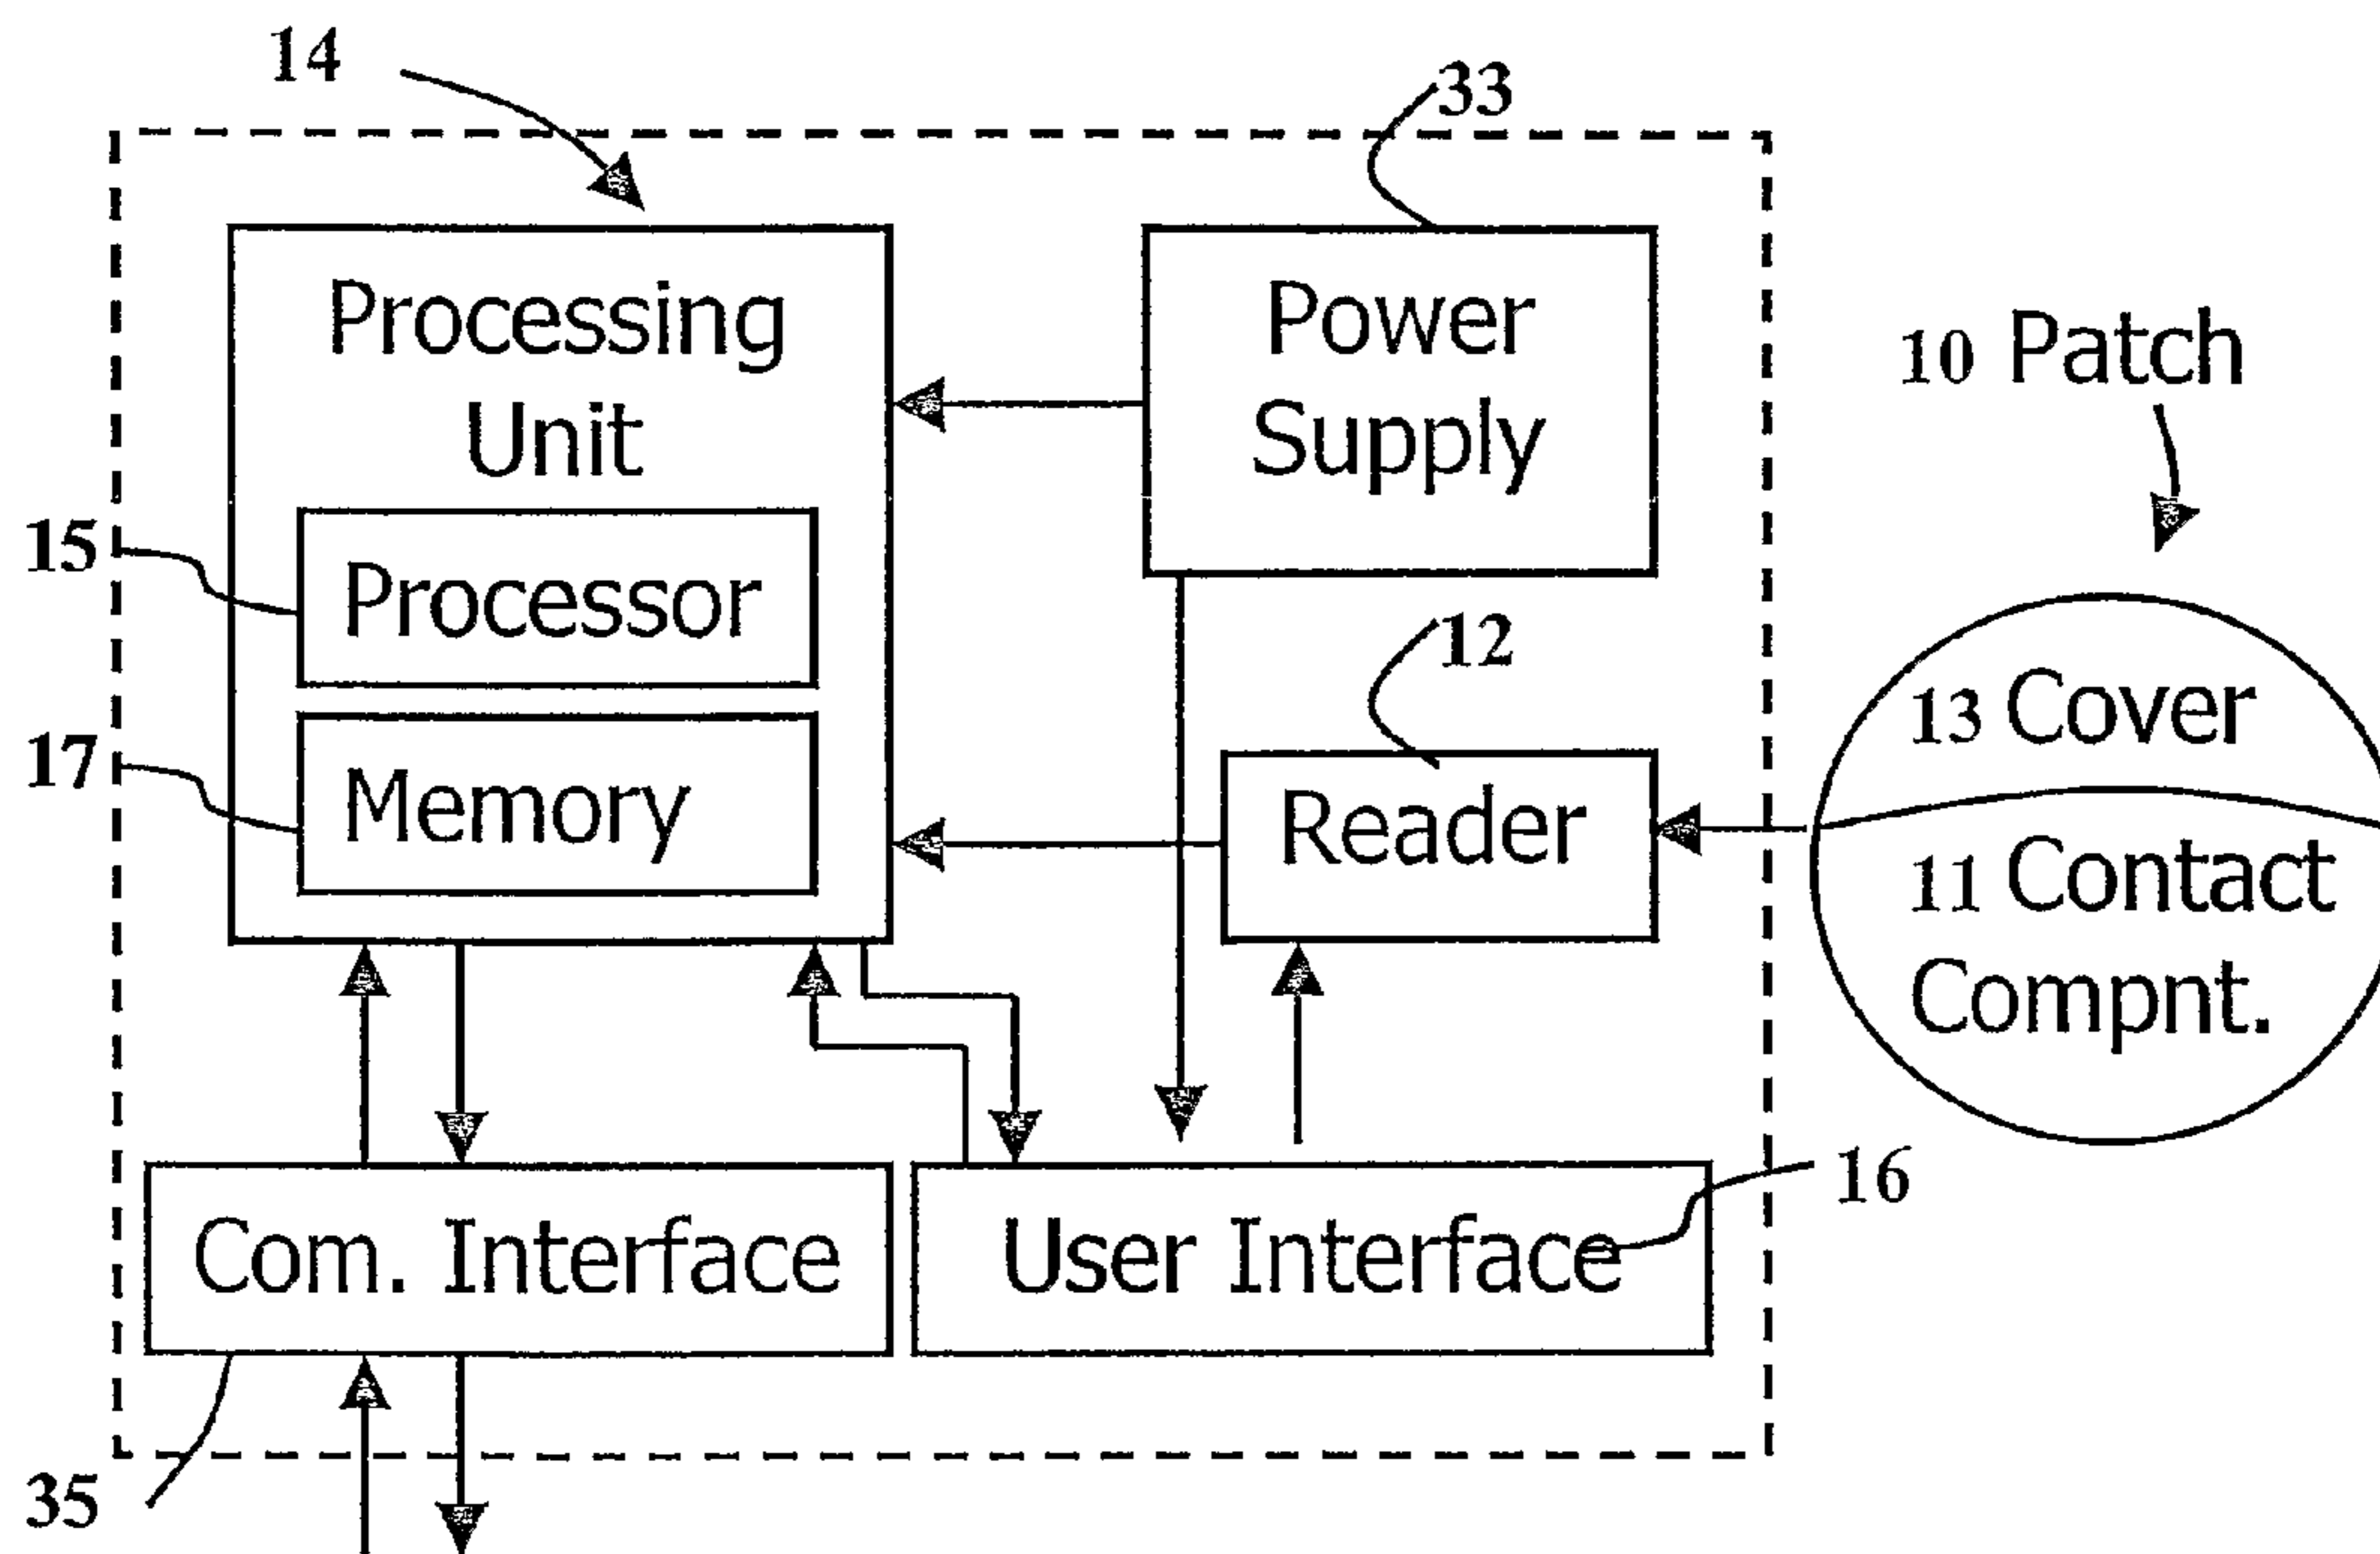 14
33
Processing
Unit
Power
Supply
10 Patch
15
Processor
12
13 Cover
17
Memory
Reader
11 Contact
Compnt.
16
Com. Interface
User Interface
35